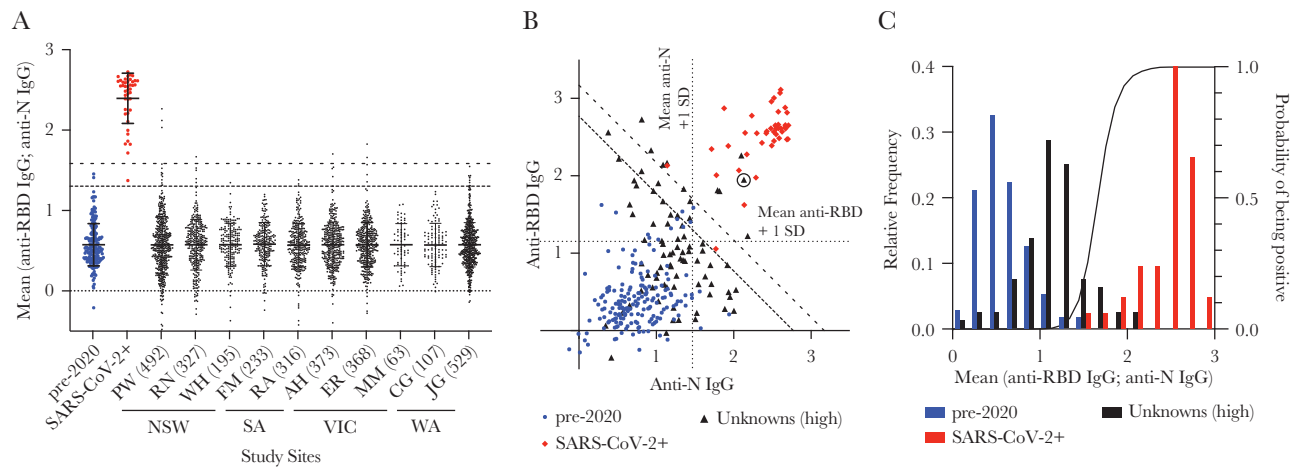 A
Mean (anti-RBD IgG; anti-N IgG)
3
2
1
0
pre-2020
SARS-CoV-2+
PW (492)
RN (327)
WH (195)
FM (233)
RA (316)
AH (373)
ER (368)
MM (63)
CG (107)
JG (529)
NSW
SA
VIC
WA
Study Sites
B
Anti-RBD IgG
3
2
1
Mean anti-N
+1 SD
Mean anti-RBD
+ 1 SD
1
2
3
Anti-N IgG
pre-2020
Unknowns (high)
SARS-CoV-2+
C
Relative Frequency
0.4
0.3
0.2
0.1
0.0
1.0
0.5
0.0
Probability of
being positive
0
1
2
3
Mean (anti-RBD IgG; anti-N IgG)
pre-2020
Unknowns (high)
SARS-CoV-2+